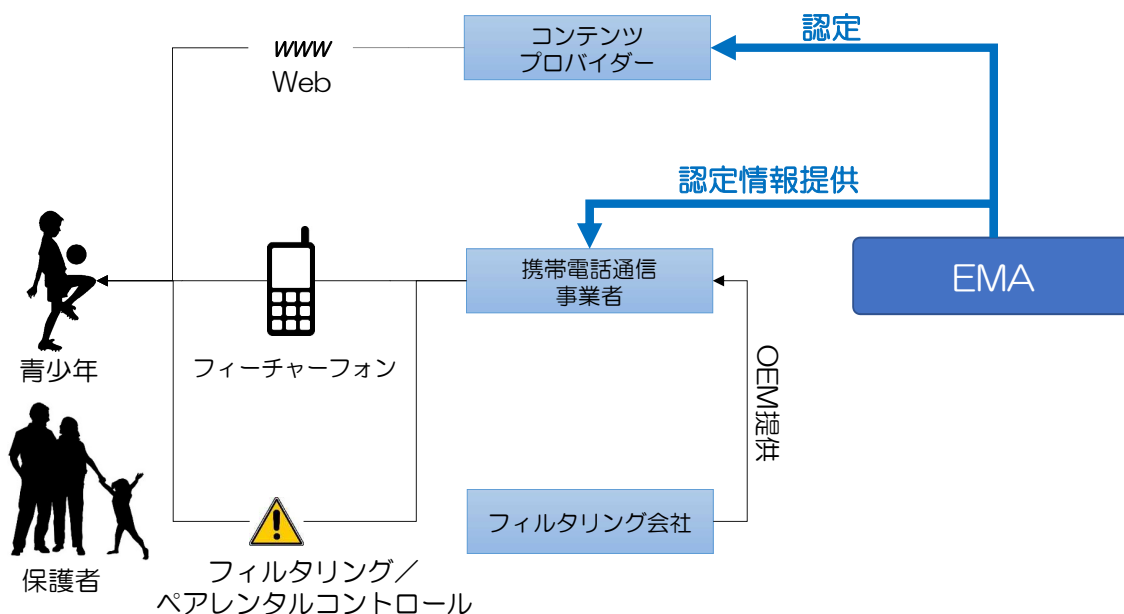 認定
www
Web
コンテンツ
プロバイダー
認定情報提供
携帯電話通信
事業者
EMA
青少年
フィーチャーフォン
OEM提供
フィルタリング会社
保護者
フィルタリング／
ペアレンタルコントロール